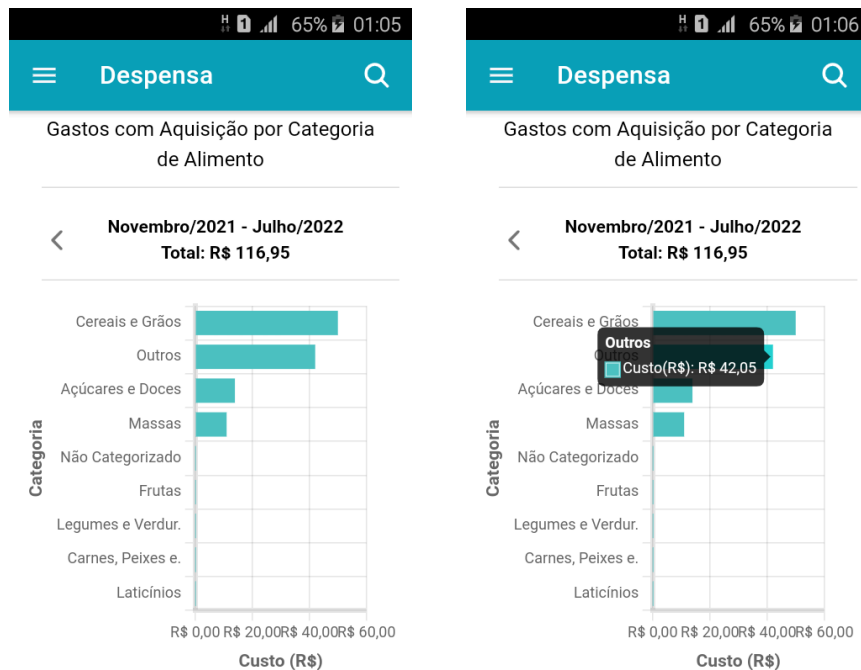 H 1 65% 01:05
Despensa
Gastos com Aquisição por Categoria
de Alimento
Novembro/2021 - Julho/2022
Total: R$ 116,95
Cereais e Grãos
Outros
Açúcares e Doces
Massas
Não Categorizado
Frutas
Legumes e Verdur.
Carnes, Peixes e.
Laticínios
Categoria
R$ 0,00 R$ 20,00R$ 40,00R$ 60,00
Custo (R$)
H 1 65% 01:06
Despensa
Gastos com Aquisição por Categoria
de Alimento
Novembro/2021 - Julho/2022
Total: R$ 116,95
Cereais e Grãos
Outros
Outros
Custo(R$): R$ 42,05
Açúcares e Doces
Massas
Não Categorizado
Frutas
Legumes e Verdur.
Carnes, Peixes e.
Laticínios
Categoria
R$ 0,00 R$ 20,00R$ 40,00R$ 60,00
Custo (R$)